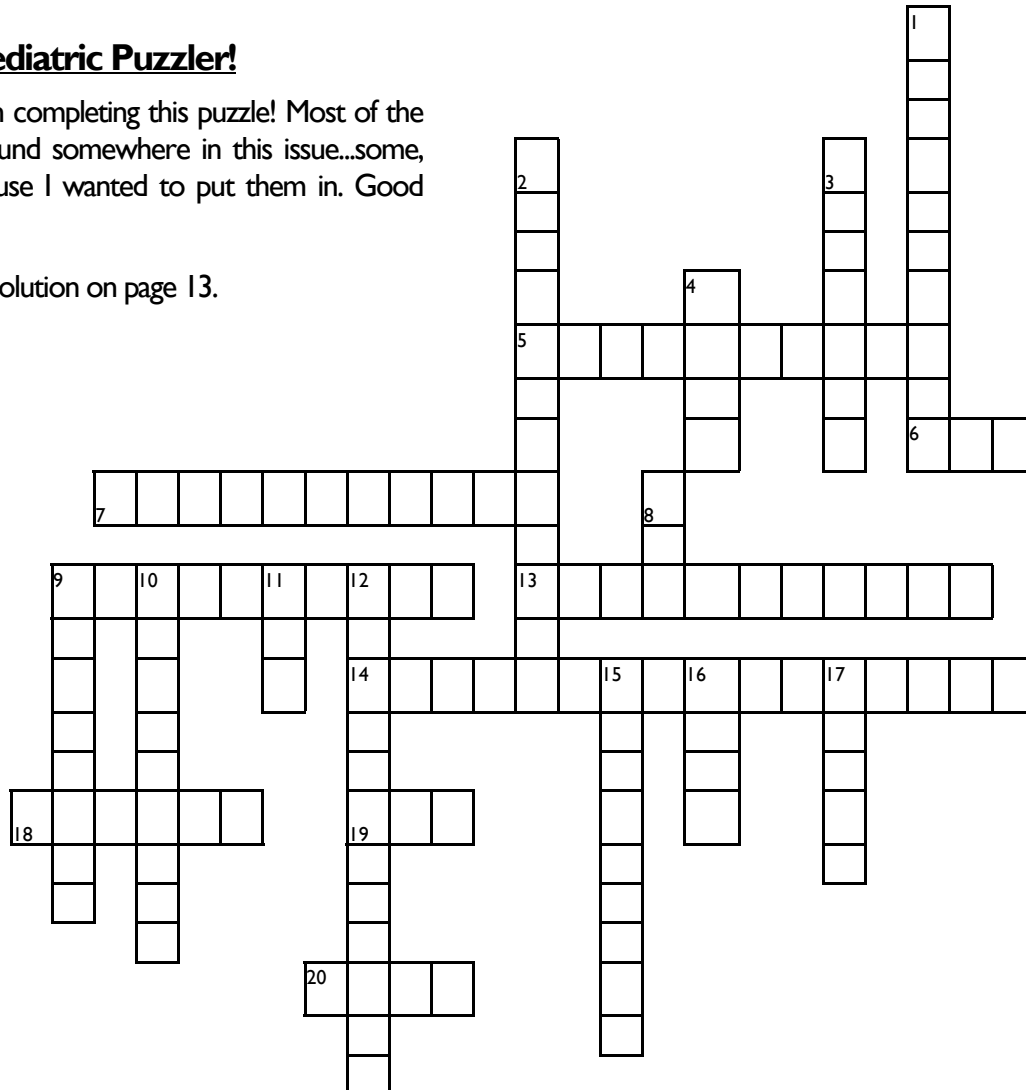 ediatric Puzzler!
n completing this puzzle! Most of the
und somewhere in this issue...some,
use I wanted to put them in. Good
olution on page 13.
1
2 3
4
5
6
7 8
9 10 11 12 13
14 15 16 17
18 19
20